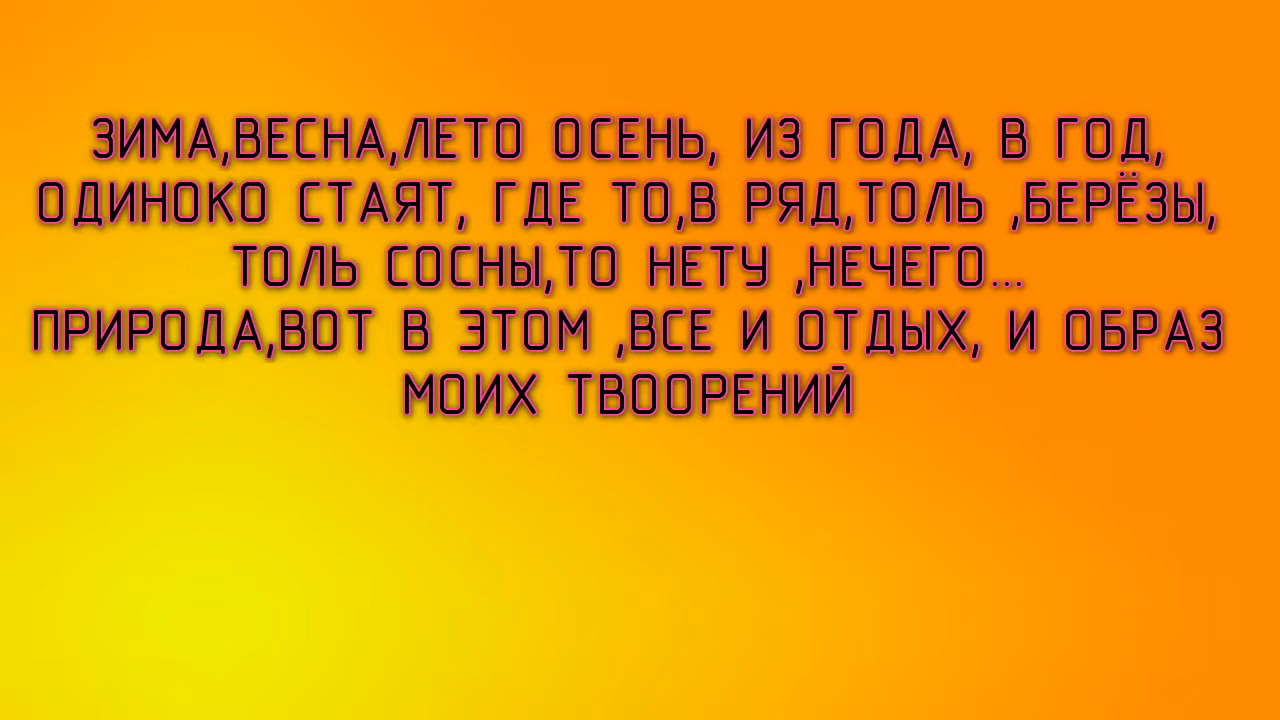 ЗИМА,ВЕСНА,ЛЕТО ОСЕНЬ, ИЗ ГОДА, В ГОД,
ОДИНОКО СТАЯТ, ГДЕ ТО,В РЯД,ТОЛЬ ,БЕРЁЗЫ,
ТОЛЬ СОСНЫ,ТО НЕТУ ,НЕЧЕГО...
ПРИРОДА,ВОТ В ЭТОМ ,ВСЕ И ОТДЫХ, И ОБРАЗ
МОИХ ТВООРЕНИЙ